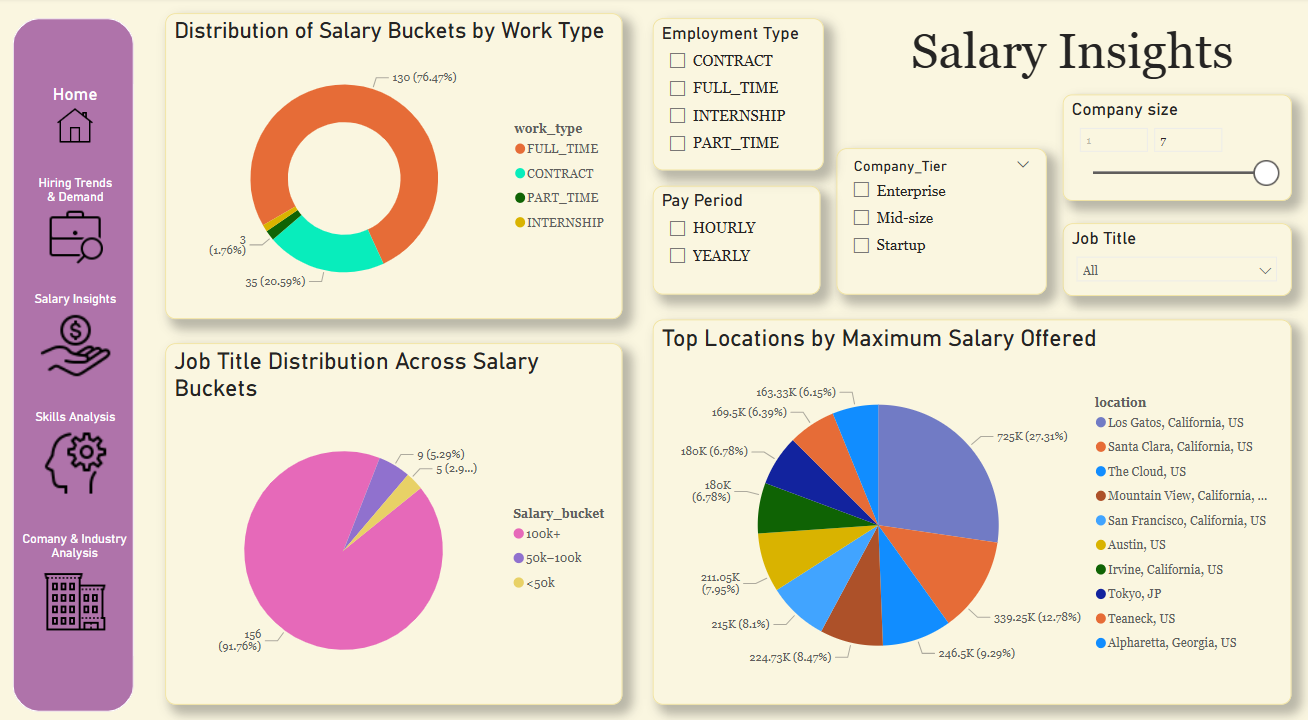 Home
Hiring Trends
& Demand
Salary Insights
Skills Analysis
Comany & Industry
Analysis
Distribution of Salary Buckets by Work Type
130 (76.47%)
3
(1.76%)
35 (20.59%)
work_type
FULL_TIME
CONTRACT
PART_TIME
INTERNSHIP
Job Title Distribution Across Salary
Buckets
9 (5.29%)
5 (2.9...)
156
(91.76%)
Salary_bucket
100k+
50k–100k
<50k
Employment Type
CONTRACT
FULL_TIME
INTERNSHIP
PART_TIME
Pay Period
HOURLY
YEARLY
Salary Insights
Company_Tier
Enterprise
Mid-size
Startup
Company size
1
7
Job Title
All
Top Locations by Maximum Salary Offered
163.33K (6.15%)
169.5K (6.39%)
180K (6.78%)
180K
(6.78%)
211.05K
(7.95%)
215K (8.1%)
224.73K (8.47%)
246.5K (9.29%)
339.25K (12.78%)
725K (27.31%)
location
Los Gatos, California, US
Santa Clara, California, US
The Cloud, US
Mountain View, California, ...
San Francisco, California, US
Austin, US
Irvine, California, US
Tokyo, JP
Teaneck, US
Alpharetta, Georgia, US